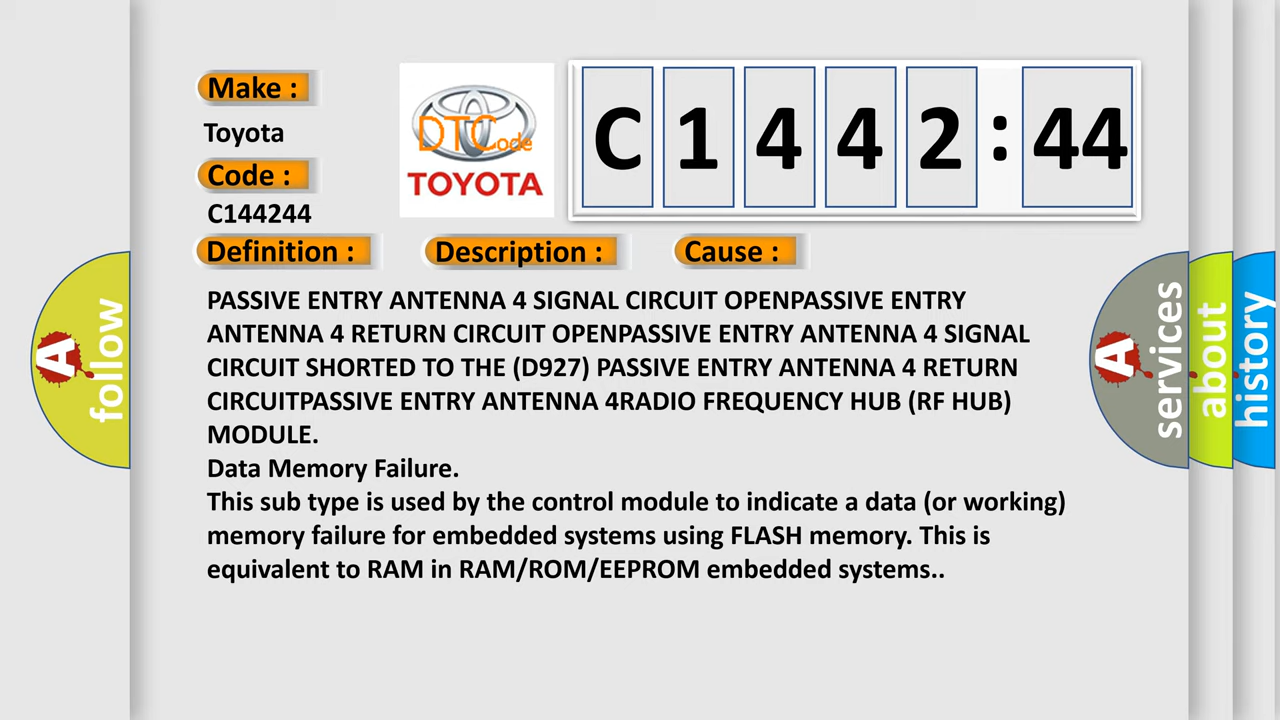 Make :
Toyota
Code :
C144244
DTCode
TOYOTA
C1442:44
Definition :
Description :
Cause :
PASSIVE ENTRY ANTENNA 4 SIGNAL CIRCUIT OPENPASSIVE ENTRY
ANTENNA 4 RETURN CIRCUIT OPENPASSIVE ENTRY ANTENNA 4 SIGNAL
CIRCUIT SHORTED TO THE (D927) PASSIVE ENTRY ANTENNA 4 RETURN
CIRCUITPASSIVE ENTRY ANTENNA 4RADIO FREQUENCY HUB (RF HUB)
MODULE.
Data Memory Failure.
This sub type is used by the control module to indicate a data (or working)
memory failure for embedded systems using FLASH memory. This is
equivalent to RAM in RAM/ROM/EEPROM embedded systems..
A
follow
A
services
about
history